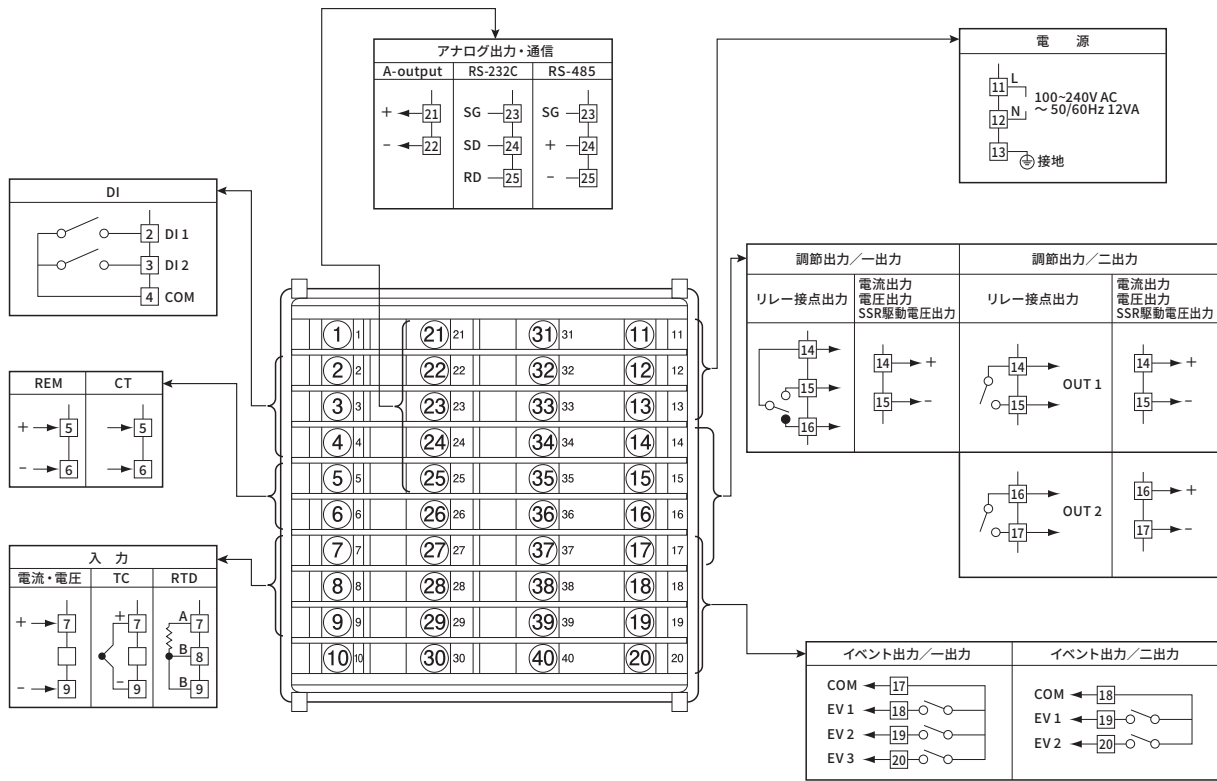 アナログ出力・通信
A-output RS-232C RS-485
+ 21 SG 23 SG 23
- 22 SD 24 + 24
RD 25 - 25
電 源
11 L
100~240V AC
12 N ～ 50/60Hz 12VA
13 接地
DI
2 DI 1
3 DI 2
4 COM
REM CT
+ 5 5
- 6 6
入 力
電流・電圧 TC RTD
+ 7 + 7 A 7
B 8
- 9 - 9 B 9
① 1 ㉑ 21 ㉛ 31 ⑪ 11
② 2 ㉒ 22 ㉜ 32 ⑫ 12
③ 3 ㉓ 23 ㉝ 33 ⑬ 13
④ 4 ㉔ 24 ㉞ 34 ⑭ 14
⑤ 5 ㉕ 25 ㉟ 35 ⑮ 15
⑥ 6 ㉖ 26 ㊱ 36 ⑯ 16
⑦ 7 ㉗ 27 ㊲ 37 ⑰ 17
⑧ 8 ㉘ 28 ㊳ 38 ⑱ 18
⑨ 9 ㉙ 29 ㊴ 39 ⑲ 19
⑩ 10 ㉚ 30 ㊵ 40 ⑳ 20
調節出力／一出力 調節出力／二出力
リレー接点出力
電流出力
電圧出力
SSR駆動電圧出力
リレー接点出力
電流出力
電圧出力
SSR駆動電圧出力
14
15
16
14 +
15 -
14
OUT 1
15
14 +
15 -
16
OUT 2
17
16 +
17 -
イベント出力／一出力
COM 17
EV 1 18
EV 2 19
EV 3 20
イベント出力／二出力
COM 18
EV 1 19
EV 2 20